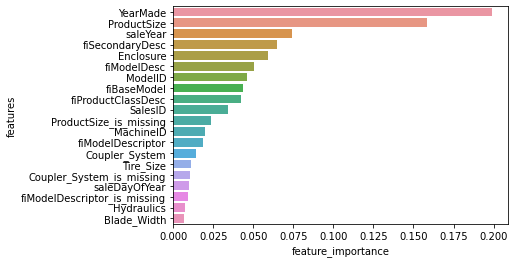 YearMade
ProductSize
saleYear
fiSecondaryDesc
Enclosure
fiModelDesc
ModelID
fiBaseModel
fiProductClassDesc
SalesID
ProductSize_is_missing
MachineID
fiModelDescriptor
Coupler_System
Tire_Size
Coupler_System_is_missing
saleDayOfYear
fiModelDescriptor_is_missing
Hydraulics
Blade_Width
features
0.000 0.025 0.050 0.075 0.100 0.125 0.150 0.175 0.200
feature_importance